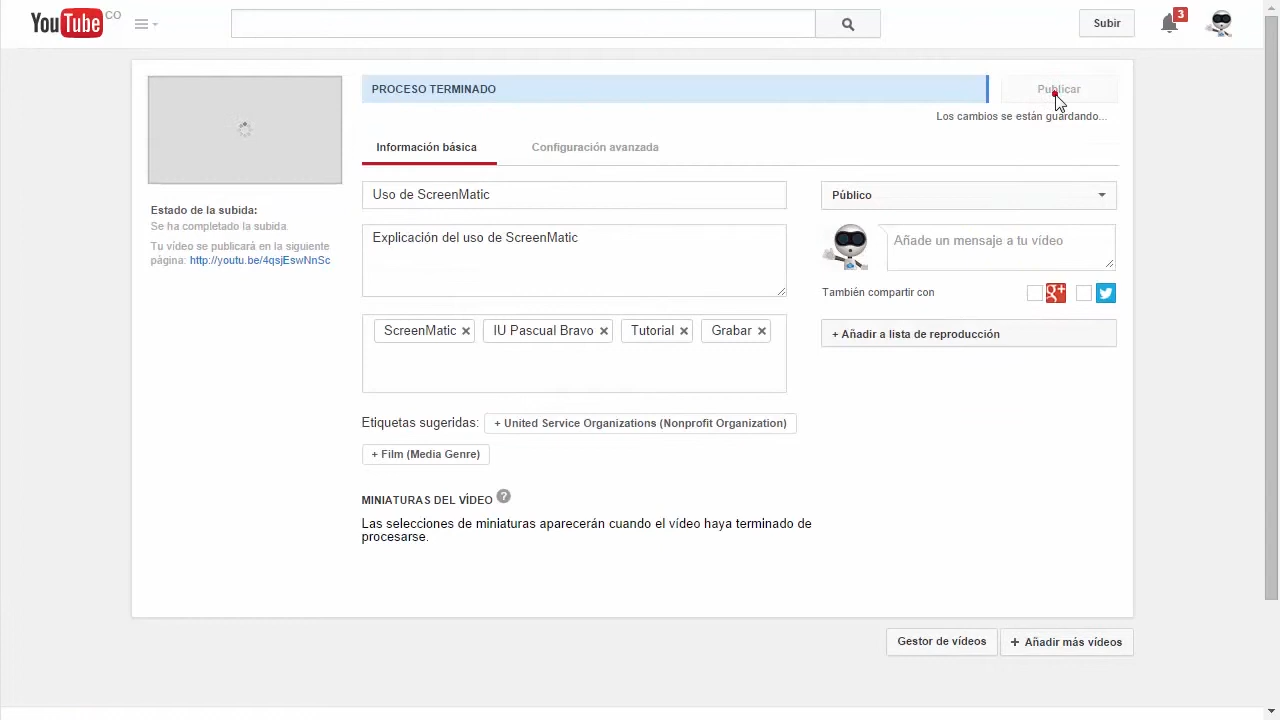 YouTube CO
Subir
3
PROCESO TERMINADO
Publicar
Los cambios se están guardando...
Información básica
Configuración avanzada
Estado de la subida:
Se ha completado la subida.
Tu vídeo se publicará en la siguiente
página: http://youtu.be/4qsjEswNnSc
Uso de ScreenMatic
Explicación del uso de ScreenMatic
ScreenMatic × IU Pascual Bravo × Tutorial × Grabar ×
Etiquetas sugeridas: + United Service Organizations (Nonprofit Organization)
+ Film (Media Genre)
MINIATURAS DEL VÍDEO ?
Las selecciones de miniaturas aparecerán cuando el vídeo haya terminado de
procesarse.
Público
Añade un mensaje a tu vídeo
También compartir con
g+
+ Añadir a lista de reproducción
Gestor de vídeos
+ Añadir más vídeos